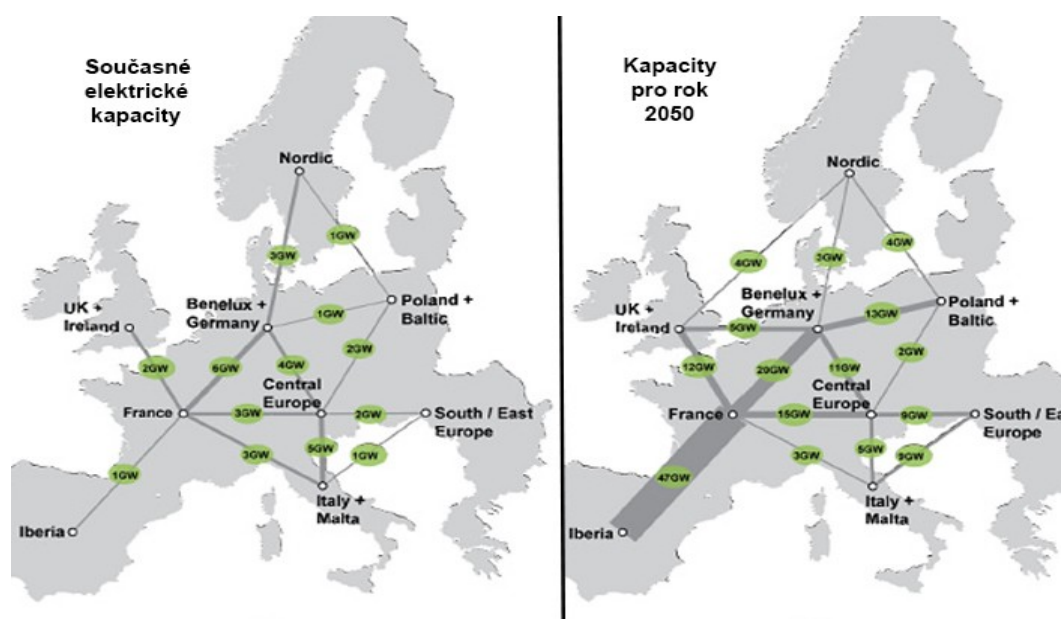 Současné
elektrické
kapacity
Nordic
1GW
3GW
UK +
Ireland
Benelux +
Germany
Poland +
Baltic
1GW
2GW
2GW
6GW
4GW
Central
Europe
France
3GW
2GW
South / East
Europe
3GW
5GW
1GW
1GW
Italy +
Malta
Iberia
Kapacity
pro rok
2050
Nordic
4GW
4GW
3GW
UK +
Ireland
Benelux +
Germany
Poland +
Baltic
13GW
2GW
12GW
20GW
11GW
Central
Europe
France
15GW
9GW
South / Ea
Europe
3GW
5GW
9GW
47GW
Italy +
Malta
Iberia